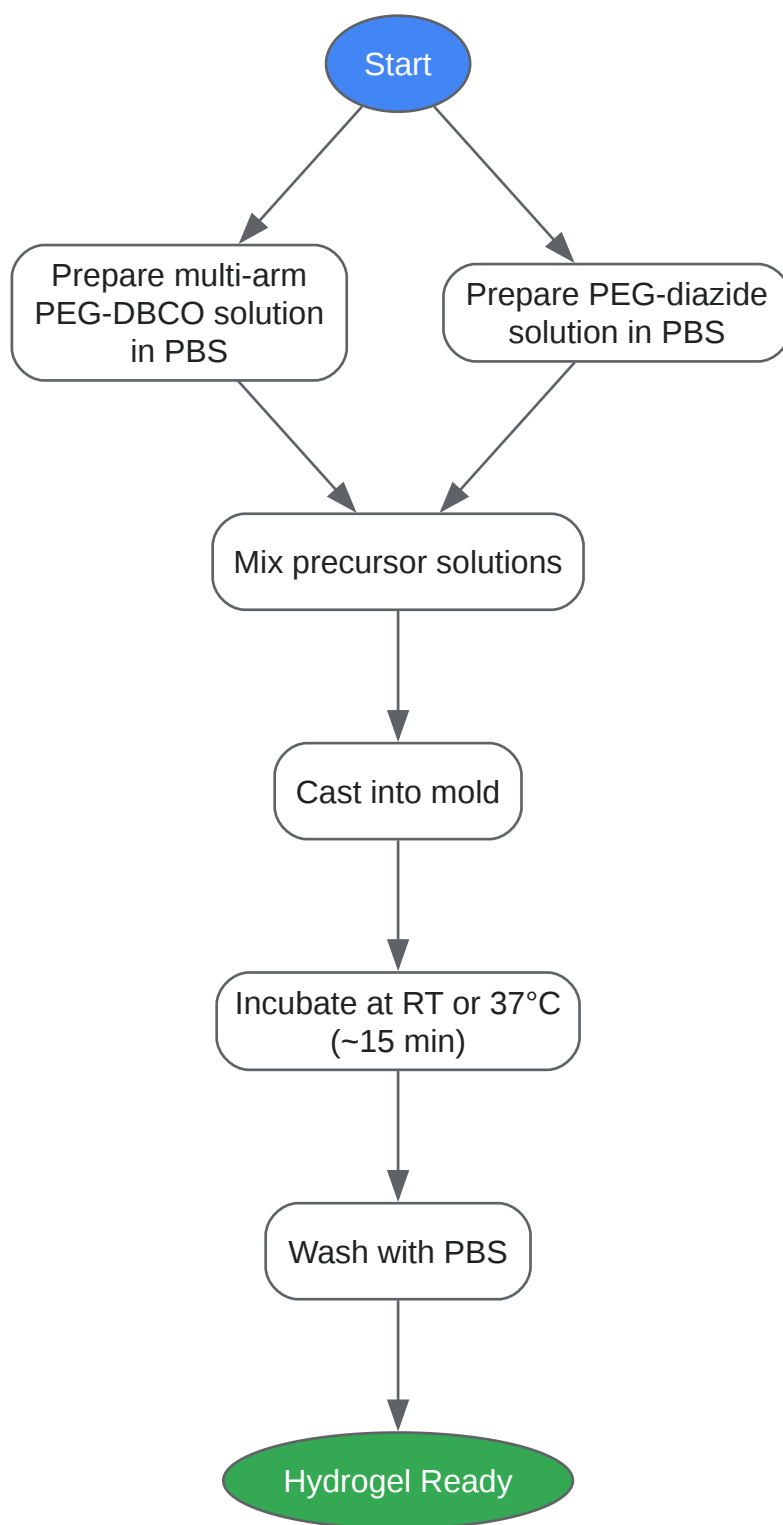 Start
Prepare multi-arm
PEG-DBCO solution
in PBS
Prepare PEG-diazide
solution in PBS
Mix precursor solutions
Cast into mold
Incubate at RT or 37°C
(~15 min)
Wash with PBS
Hydrogel Ready